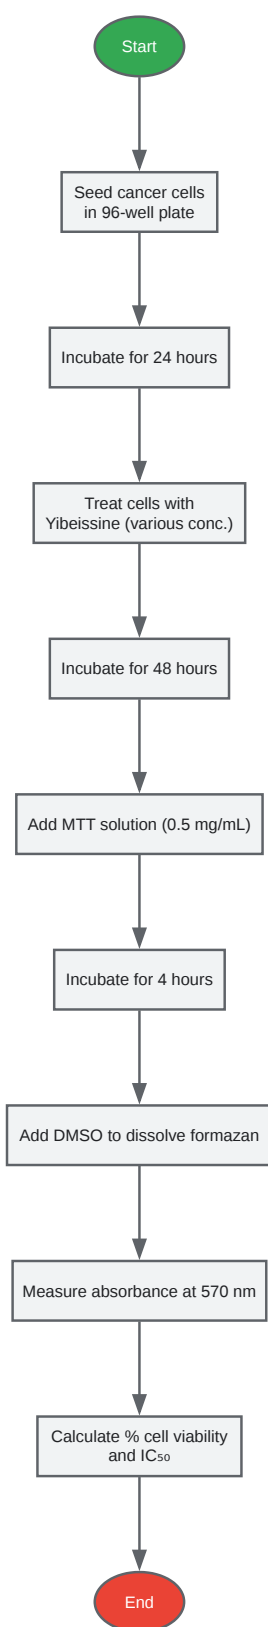 Start
Seed cancer cells
in 96-well plate
Incubate for 24 hours
Treat cells with
Yibeissine (various conc.)
Incubate for 48 hours
Add MTT solution (0.5 mg/mL)
Incubate for 4 hours
Add DMSO to dissolve formazan
Measure absorbance at 570 nm
Calculate % cell viability
and IC₅₀
End